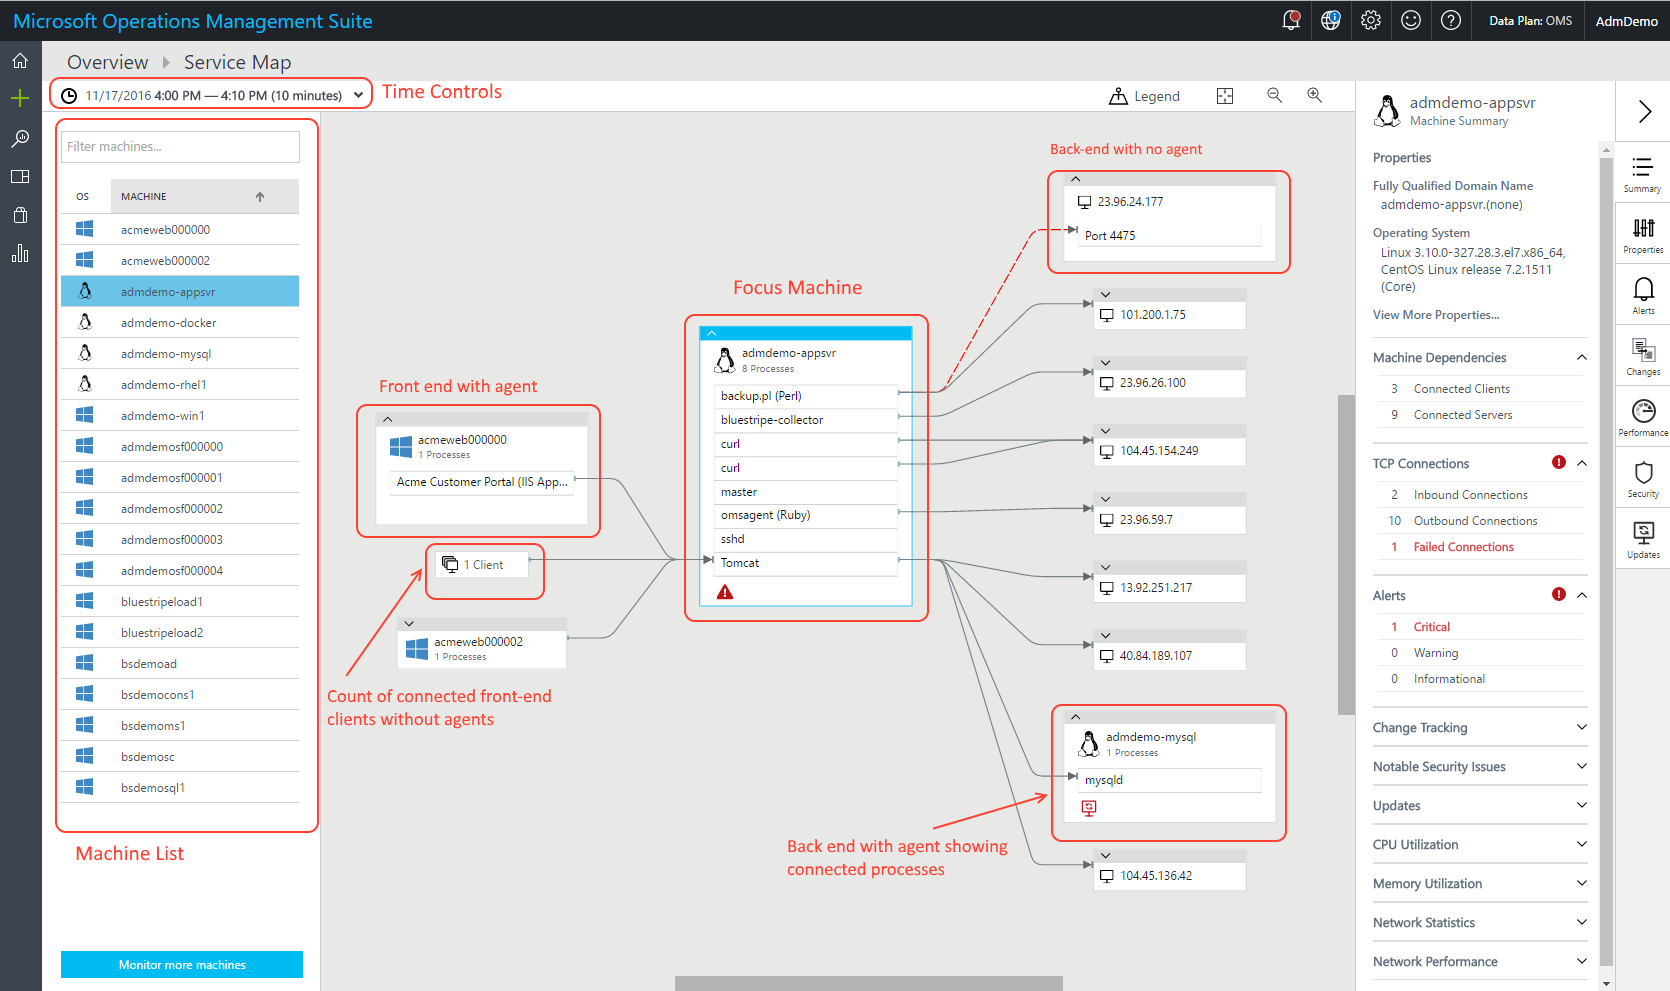 Microsoft Operations Management Suite
Data Plan: OMS
AdmDemo
Overview
Service Map
11/17/2016 4:00 PM — 4:10 PM (10 minutes)
Time Controls
Legend
Filter machines...
OS
MACHINE
acmeweb000000
acmeweb000002
admdemo-appsvr
admdemo-docker
admdemo-mysql
admdemo-rhel1
admdemo-win1
admdemosf000000
admdemosf000001
admdemosf000002
admdemosf000003
admdemosf000004
bluestripeload1
bluestripeload2
bsdemoad
bsdemocons1
bsdemoms1
bsdemosc
bsdemosql1
Machine List
Monitor more machines
Front end with agent
acmeweb000000
1 Processes
Acme Customer Portal (IIS App...
1 Client
acmeweb000002
1 Processes
Count of connected front-end
clients without agents
Focus Machine
admdemo-appsvr
8 Processes
backup.pl (Perl)
bluestripe-collector
curl
curl
master
omsagent (Ruby)
sshd
Tomcat
Back-end with no agent
23.96.24.177
Port 4475
101.200.1.75
23.96.26.100
104.45.154.249
23.96.59.7
13.92.251.217
40.84.189.107
admdemo-mysql
1 Processes
mysqld
Back end with agent showing
connected processes
104.45.136.42
admdemo-appsvr
Machine Summary
Properties
Fully Qualified Domain Name
admdemo-appsvr.(none)
Operating System
Linux 3.10.0-327.28.3.el7.x86_64,
CentOS Linux release 7.2.1511
(Core)
View More Properties...
Machine Dependencies
3 Connected Clients
9 Connected Servers
TCP Connections
2 Inbound Connections
10 Outbound Connections
1 Failed Connections
Alerts
1 Critical
0 Warning
0 Informational
Change Tracking
Notable Security Issues
Updates
CPU Utilization
Memory Utilization
Network Statistics
Network Performance
Summary
Properties
Alerts
Changes
Performance
Security
Updates